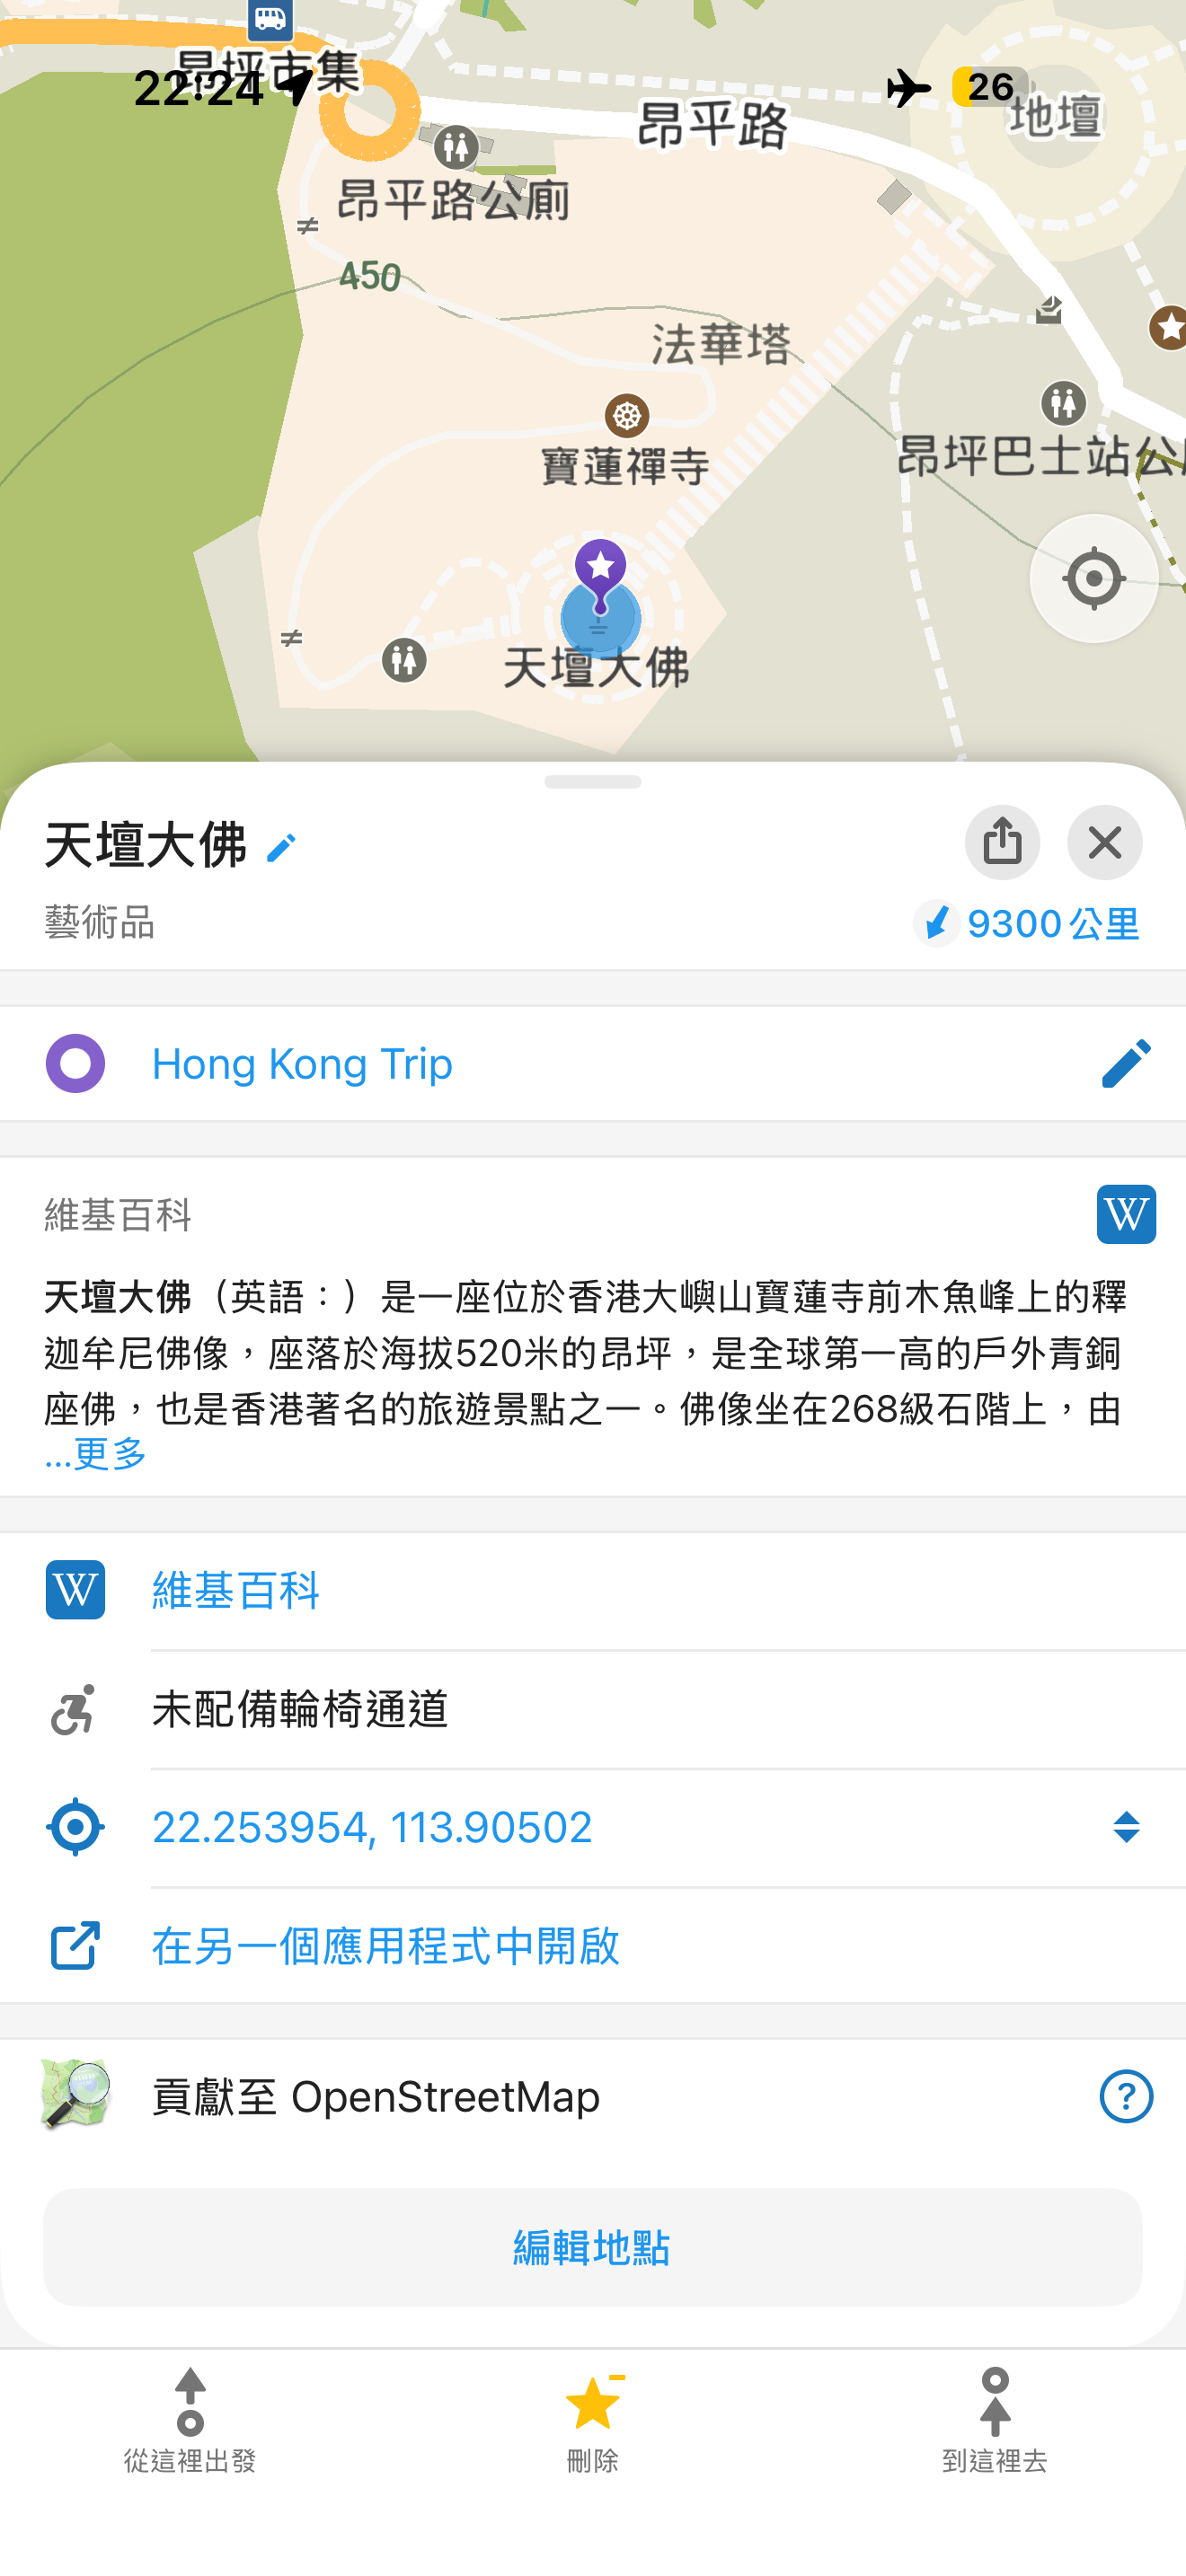 昂坪市集
22:24
26
地壇
昂平路
昂平路公廁
450
法華塔
寶蓮禪寺
昂坪巴士站公
天壇大佛
天壇大佛
藝術品
9300公里
Hong Kong Trip
維基百科
W
天壇大佛（英語：）是一座位於香港大嶼山寶蓮寺前木魚峰上的釋
迦牟尼佛像，座落於海拔520米的昂坪，是全球第一高的戶外青銅
座佛，也是香港著名的旅遊景點之一。佛像坐在268級石階上，由
...更多
W
維基百科
未配備輪椅通道
22.253954, 113.90502
在另一個應用程式中開啟
貢獻至 OpenStreetMap
?
編輯地點
從這裡出發
刪除
到這裡去